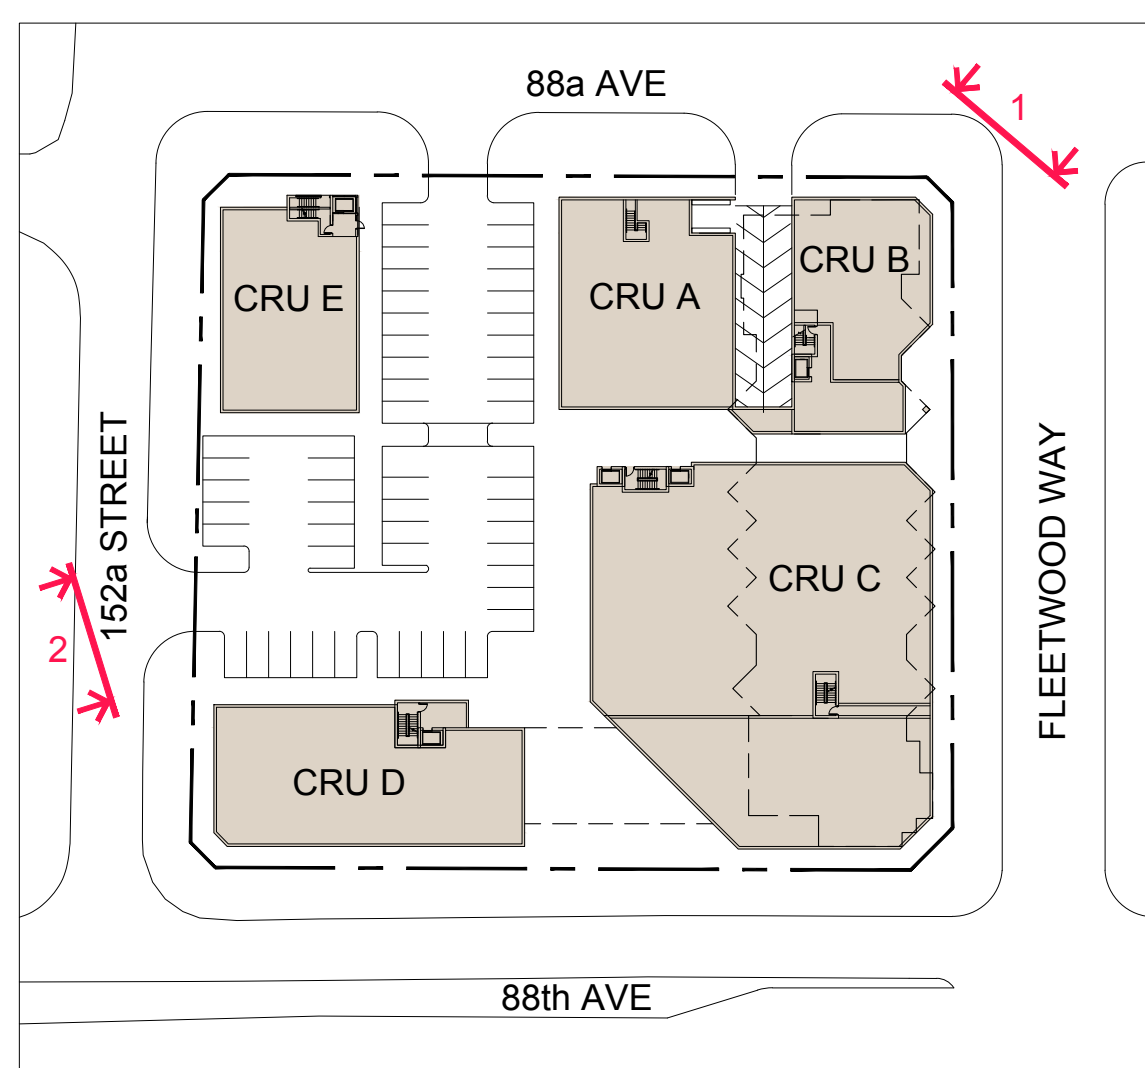 88a AVE
1
CRU B
CRU E
CRU A
152a STREET
FLEETWOOD WAY
CRU C
2
CRU D
88th AVE